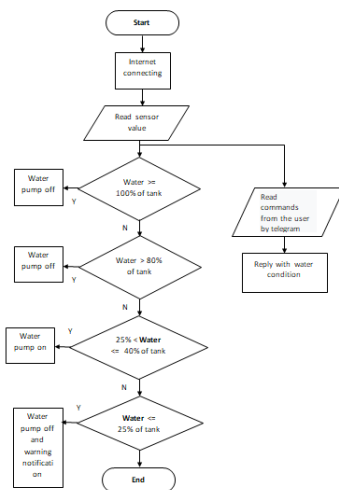 Start
Internet
connecting
Read sensor
value
Water >=
100% of tank
Water
pump off
Y
N
Read
commands
from the user
by telegram
Water > 80%
of tank
Water
pump off
Y
Reply with water
condition
N
25% < Water
<= 40% of tank
Y
Water
pump on
N
Water <=
25% of tank
Y
Water
pump off
and
warning
notificati
on
End